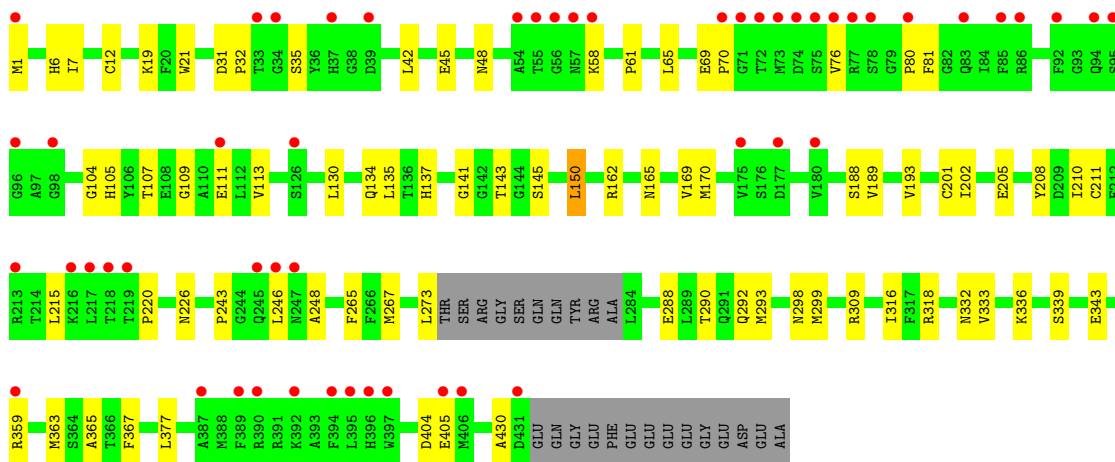 M1 H6 I7 C12 K19 F20 W21 D31 P32 T33 G34 S35 Y36 H37 G38 D39 L42 E45 N48 A54 T55 G56 N57 K58 P61 L65 E69 P70 G71 T72 M73 D74 S75 V76 R77 S78 G79 P80 F81 G82 Q83 I84 F85 R86 F92 G93 Q94 S95
G96 A97 G98 G104 H105 Y106 T107 E108 G109 A110 E111 L112 V113 S126 L130 Q134 L135 T136 H137 G141 G142 T143 G144 S145 L150 R162 N165 V169 M170 V175 S176 D177 V180 S188 V189 V193 C201 I202 E205 Y208 D209 I210 C211 F212
R213 T214 L215 K216 L217 T218 T219 P220 N226 P243 G244 Q245 L246 N247 A248 F265 F266 M267 L273 THR SER ARG GLY SER GLN GLN TYR ARG ALA L284 E288 L289 T290 Q291 Q292 M293 N298 M299 R309 I316 F317 R318 N332 V333 K336 S339 E343
R359 M363 S364 A365 T366 F367 L377 A387 M388 F389 R390 R391 K392 A393 F394 L395 H396 W397 D404 E405 M406 A430 D431 GLU GLN GLY GLU PHE GLU GLU GLU GLU GLY GLU ASP GLU ALA